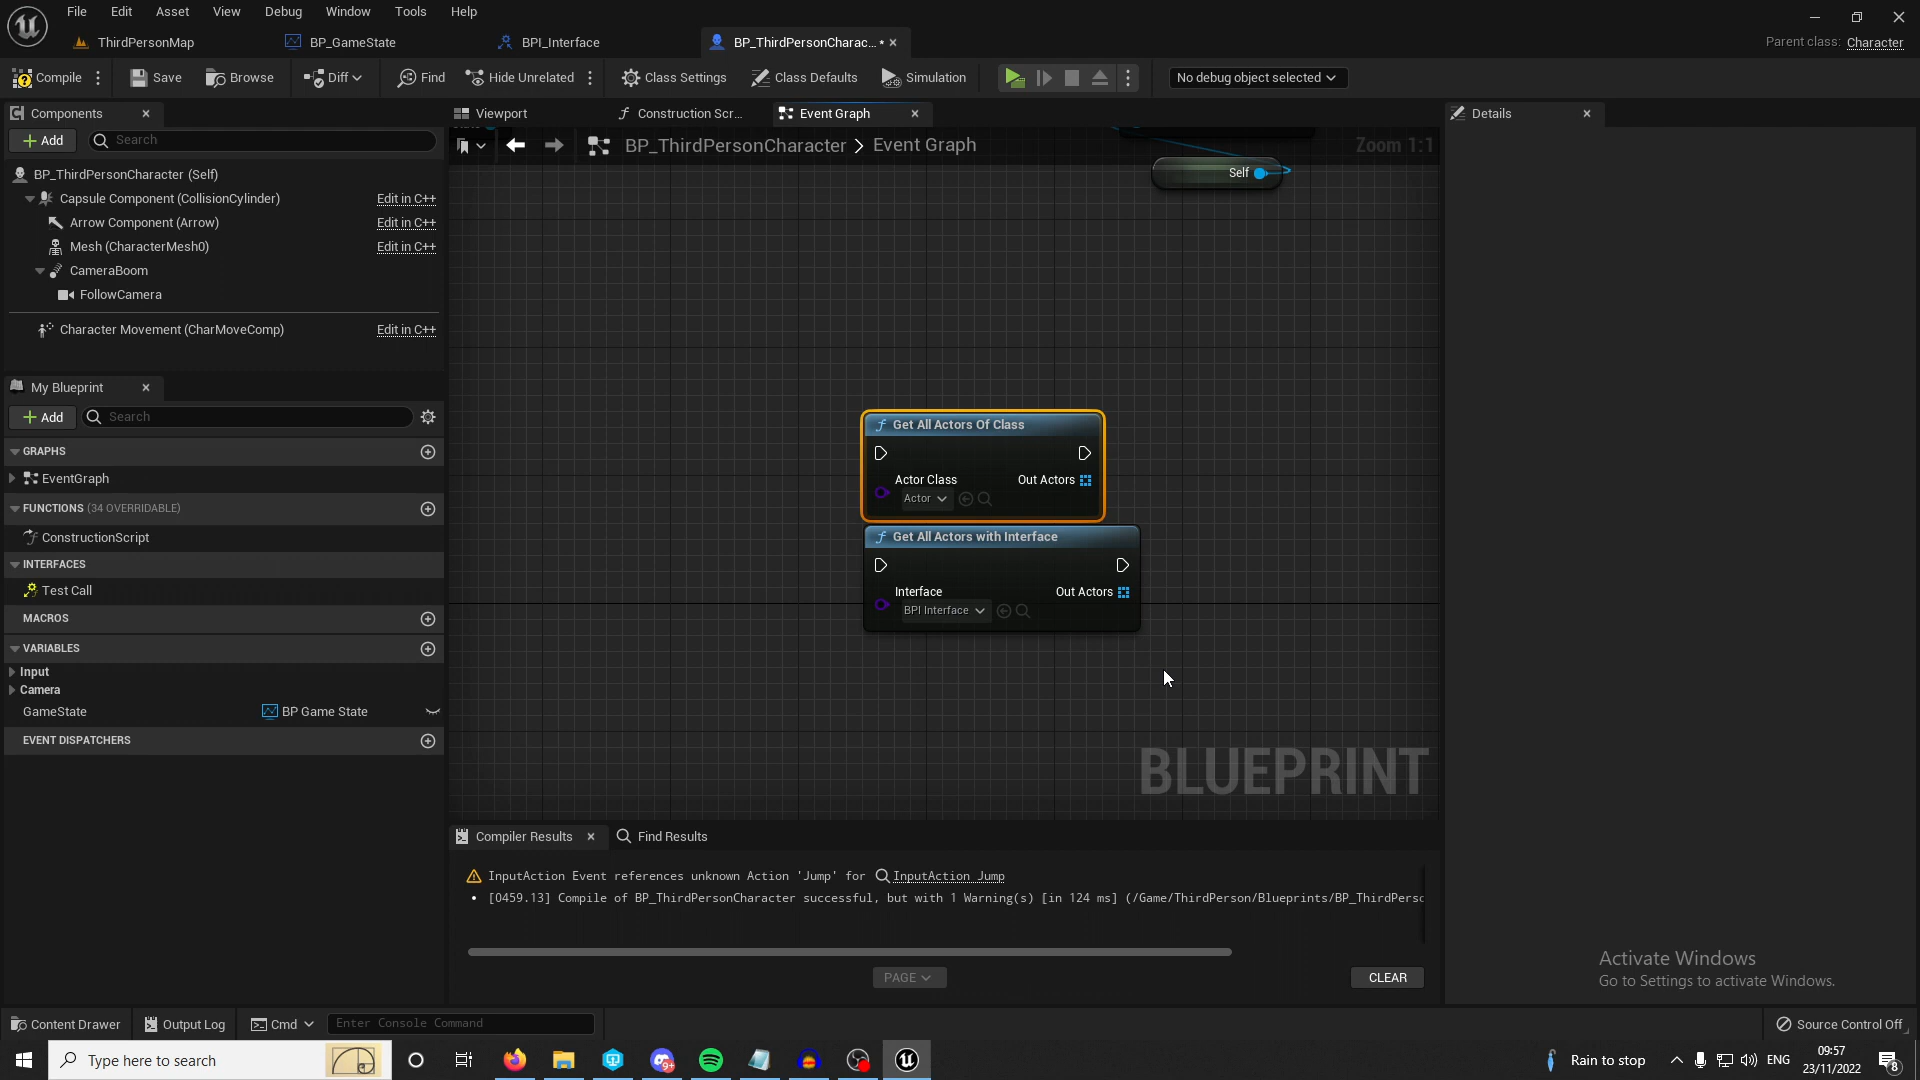 File Edit Asset View Debug Window Tools Help
ThirdPersonMap BP_GameState BPI_Interface BP_ThirdPersonCharac... •
Parent class: Character
Compile Save Browse Diff Find Hide Unrelated Class Settings Class Defaults Simulation No debug object selected
Components
Viewport Construction Scr... Event Graph
Details
Add Search
BP_ThirdPersonCharacter > Event Graph Zoom 1:1
Self
BP_ThirdPersonCharacter (Self)
Capsule Component (CollisionCylinder) Edit in C++
Arrow Component (Arrow) Edit in C++
Mesh (CharacterMesh0) Edit in C++
CameraBoom
FollowCamera
Character Movement (CharMoveComp) Edit in C++
My Blueprint
Add Search
GRAPHS
EventGraph
FUNCTIONS (34 OVERRIDABLE)
ConstructionScript
INTERFACES
Test Call
MACROS
VARIABLES
Input
Camera
GameState BP Game State
EVENT DISPATCHERS
Get All Actors Of Class
Actor Class Out Actors
Actor
Get All Actors with Interface
Interface Out Actors
BPI Interface
BLUEPRINT
Compiler Results Find Results
InputAction Event references unknown Action 'Jump' for InputAction Jump
• [0459.13] Compile of BP_ThirdPersonCharacter successful, but with 1 Warning(s) [in 124 ms] (/Game/ThirdPerson/Blueprints/BP_ThirdPersc
PAGE CLEAR
Activate Windows
Go to Settings to activate Windows.
Content Drawer Output Log Cmd Enter Console Command Source Control Off
Type here to search
9+
Rain to stop
ENG
09:57
23/11/2022
8